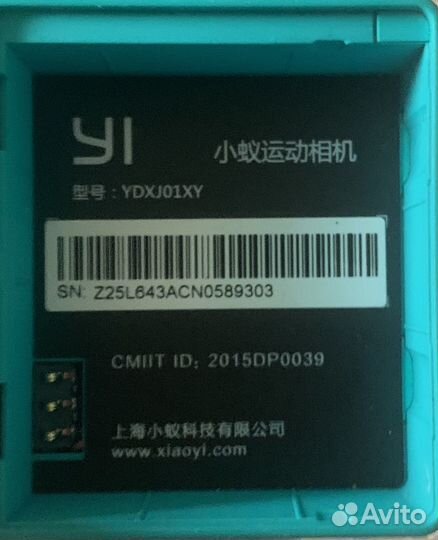 YI 小蚁运动相机
型号：YDXJ01XY
SN: Z25L643ACN0589303
CMIIT ID: 2015DP0039
上海小蚁科技有限公司
www.xiaoyi.com
Avito